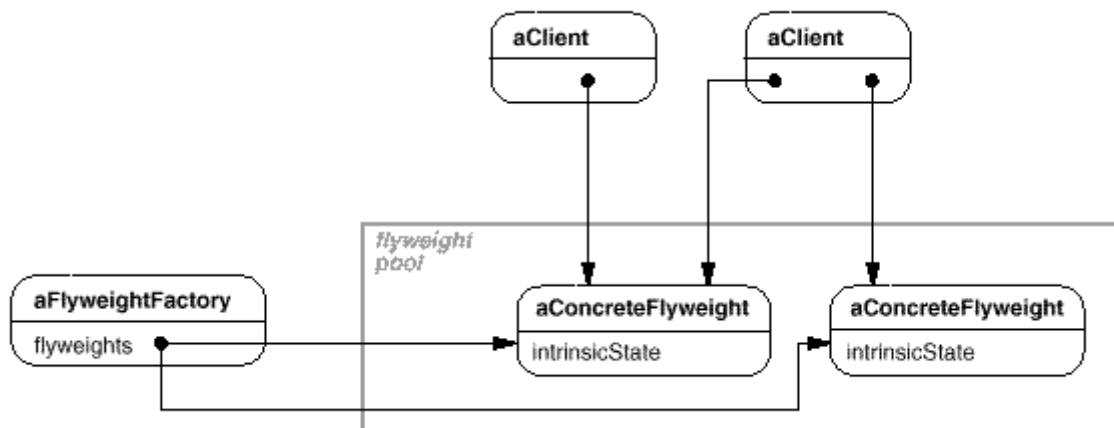 aClient
aClient
flyweight
pool
aFlyweightFactory
flyweights
aConcreteFlyweight
intrinsicState
aConcreteFlyweight
intrinsicState